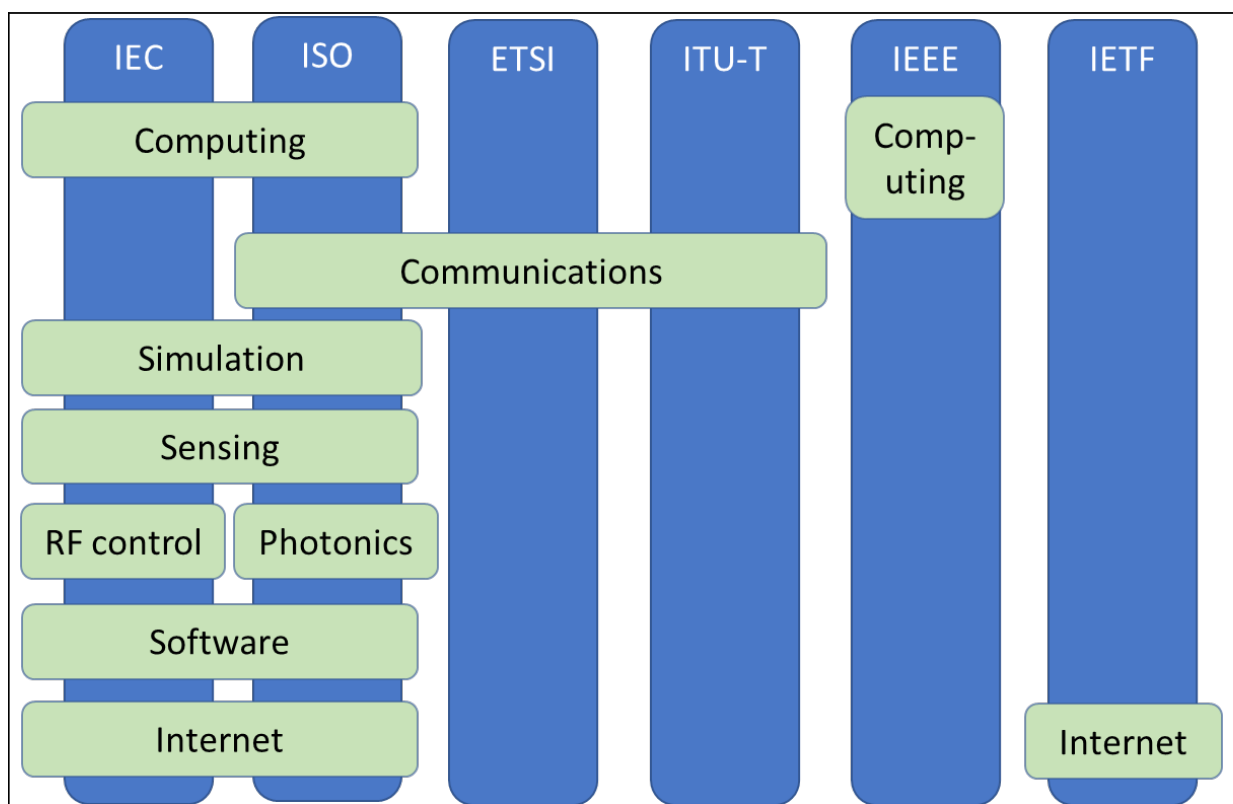 IEC
ISO
ETSI
ITU-T
IEEE
IETF
Computing
Comp-
uting
Communications
Simulation
Sensing
RF control
Photonics
Software
Internet
Internet